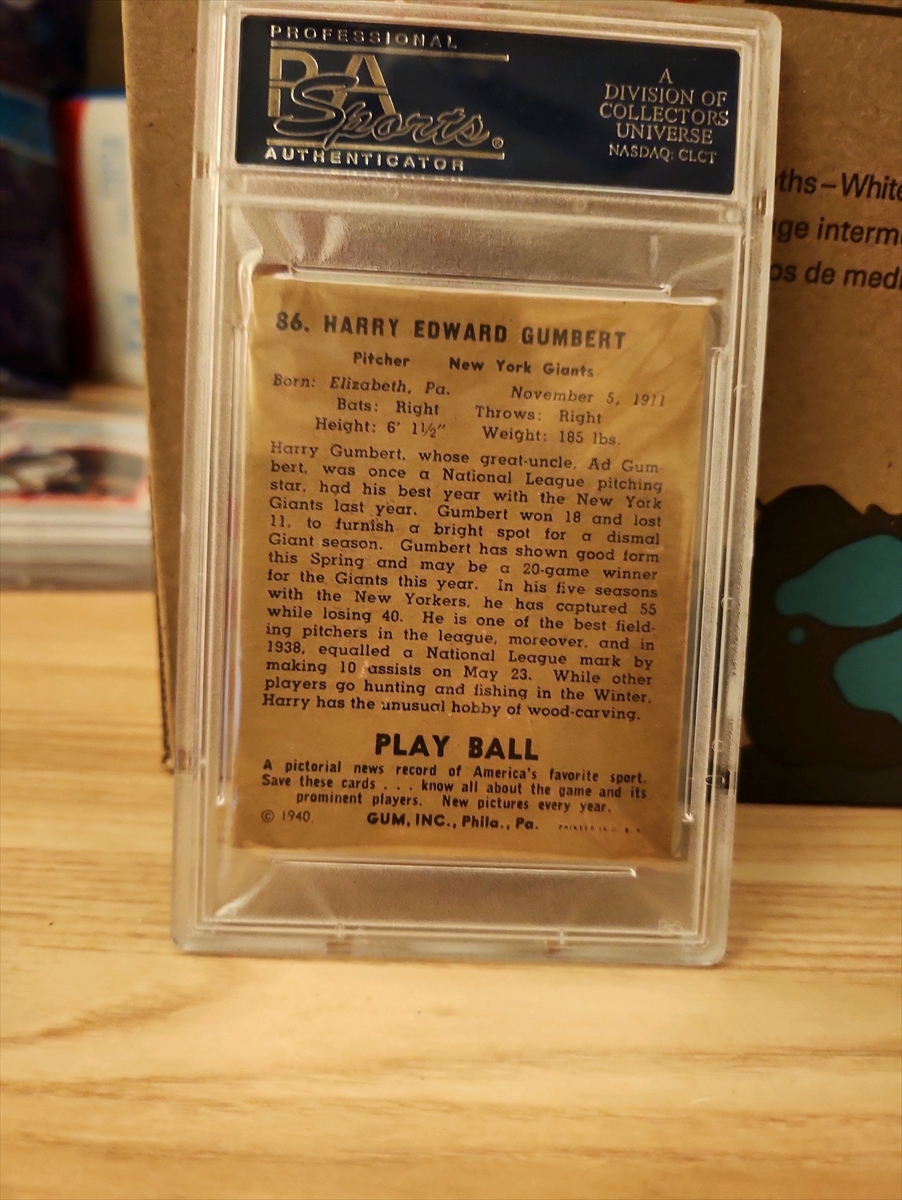 PROFESSIONAL
PSA
Sports®
AUTHENTICATOR
A
DIVISION OF
COLLECTORS
UNIVERSE
NASDAQ: CLCT
ths–White
ge interm
os de medi
86. HARRY EDWARD GUMBERT
Pitcher New York Giants
Born: Elizabeth, Pa. November 5, 1911
Bats: Right Throws: Right
Height: 6' 1½" Weight: 185 lbs.
Harry Gumbert, whose great-uncle, Ad Gum-
bert, was once a National League pitching
star, had his best year with the New York
Giants last year. Gumbert won 18 and lost
11, to furnish a bright spot for a dismal
Giant season. Gumbert has shown good form
this Spring and may be a 20-game winner
for the Giants this year. In his five seasons
with the New Yorkers, he has captured 55
while losing 40. He is one of the best field-
ing pitchers in the league, moreover, and in
1938, equalled a National League mark by
making 10 assists on May 23. While other
players go hunting and fishing in the Winter,
Harry has the unusual hobby of wood-carving.
PLAY BALL
A pictorial news record of America's favorite sport.
Save these cards . . . know all about the game and its
prominent players. New pictures every year.
© 1940 GUM, INC., Phila., Pa. PRINTED IN U. S. A.